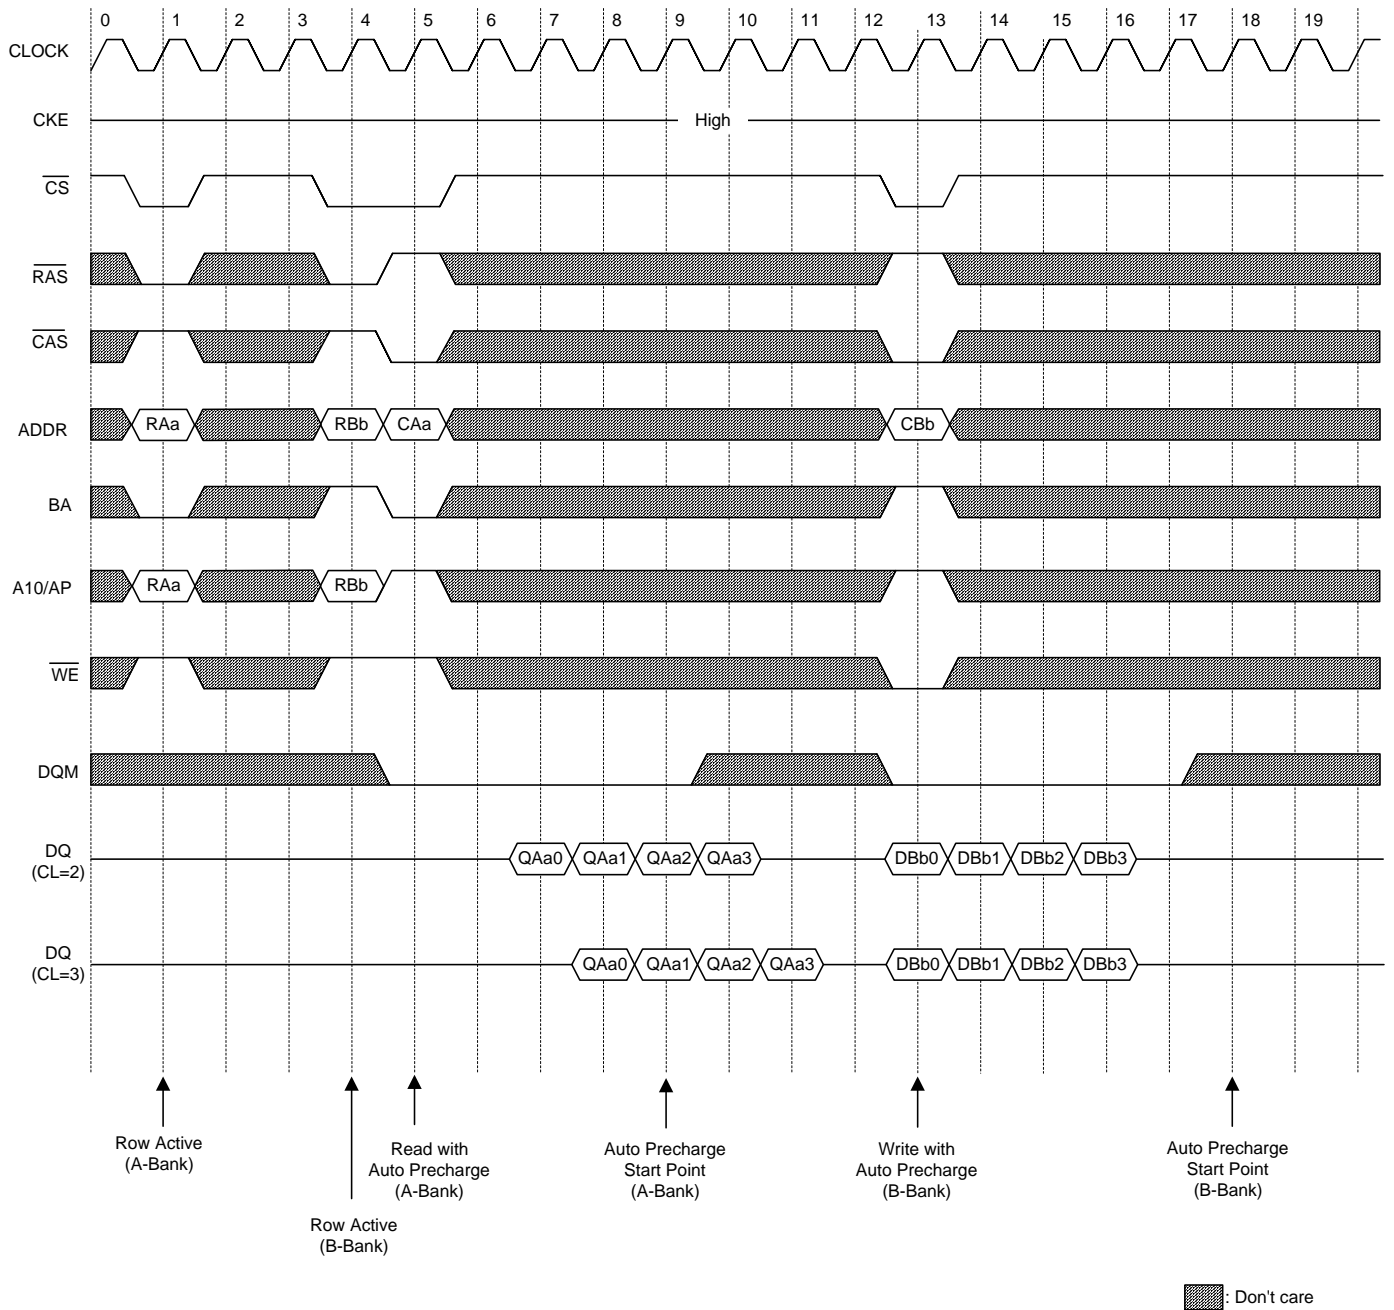 0 1 2 3 4 5 6 7 8 9 10 11 12 13 14 15 16 17 18 19
CLOCK
CKE High
CS
RAS
CAS
ADDR RAa RBb CAa CBb
BA
A10/AP RAa RBb
WE
DQM
DQ
(CL=2) QAa0 QAa1 QAa2 QAa3 DBb0 DBb1 DBb2 DBb3
DQ
(CL=3) QAa0 QAa1 QAa2 QAa3 DBb0 DBb1 DBb2 DBb3
Row Active
(A-Bank)
Row Active
(B-Bank)
Read with
Auto Precharge
(A-Bank)
Auto Precharge
Start Point
(A-Bank)
Write with
Auto Precharge
(B-Bank)
Auto Precharge
Start Point
(B-Bank)
: Don't care